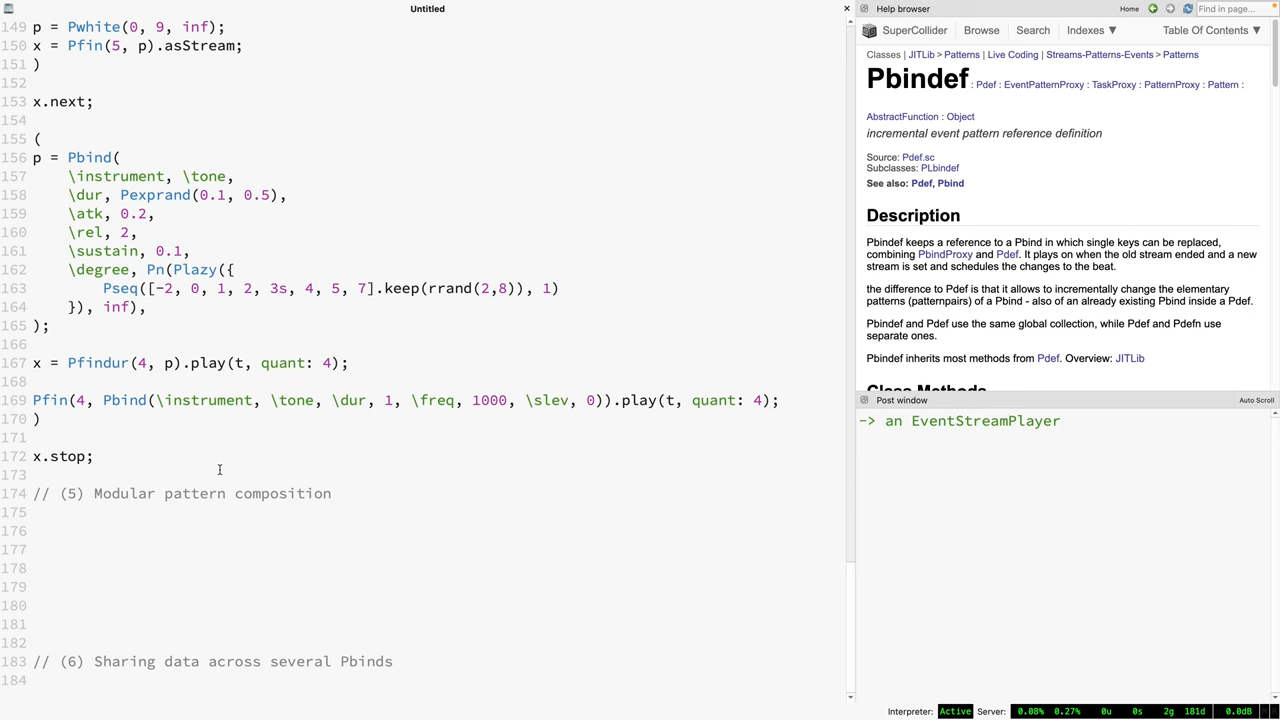 Untitled
149 p = Pwhite(0, 9, inf);
150 x = Pfin(5, p).asStream;
151 )
152
153 x.next;
154
155 (
156 p = Pbind(
157 \instrument, \tone,
158 \dur, Pexprand(0.1, 0.5),
159 \atk, 0.2,
160 \rel, 2,
161 \sustain, 0.1,
162 \degree, Pn(Plazy({
163 Pseq([-2, 0, 1, 2, 3s, 4, 5, 7].keep(rrand(2,8)), 1)
164 }), inf),
165 );
166
167 x = Pfindur(4, p).play(t, quant: 4);
168
169 Pfin(4, Pbind(\instrument, \tone, \dur, 1, \freq, 1000, \slev, 0)).play(t, quant: 4);
170 )
171
172 x.stop;
173
174 // (5) Modular pattern composition
175
176
177
178
179
180
181
182
183 // (6) Sharing data across several Pbinds
184
Help browser
Home
Find in page...
SuperCollider Browse Search Indexes ▼ Table Of Contents ▼
Classes | JITLib > Patterns | Live Coding | Streams-Patterns-Events > Patterns
Pbindef : Pdef : EventPatternProxy : TaskProxy : PatternProxy : Pattern :
AbstractFunction : Object
incremental event pattern reference definition
Source: Pdef.sc
Subclasses: PLbindef
See also: Pdef, Pbind
Description
Pbindef keeps a reference to a Pbind in which single keys can be replaced,
combining PbindProxy and Pdef. It plays on when the old stream ended and a new
stream is set and schedules the changes to the beat.
the difference to Pdef is that it allows to incrementally change the elementary
patterns (patternpairs) of a Pbind - also of an already existing Pbind inside a Pdef.
Pbindef and Pdef use the same global collection, while Pdef and Pdefn use
separate ones.
Pbindef inherits most methods from Pdef. Overview: JITLib
Class Methods
Post window
Auto Scroll
-> an EventStreamPlayer
Interpreter: Active Server: 0.08% 0.27% 0u 0s 2g 181d 0.0dB